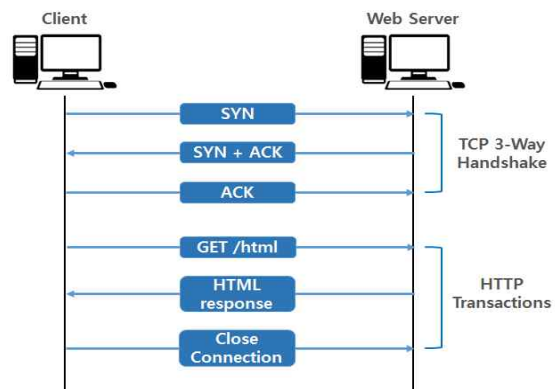 Client
Web Server
SYN
SYN + ACK
ACK
TCP 3-Way
Handshake
GET /html
HTML
response
Close
Connection
HTTP
Transactions